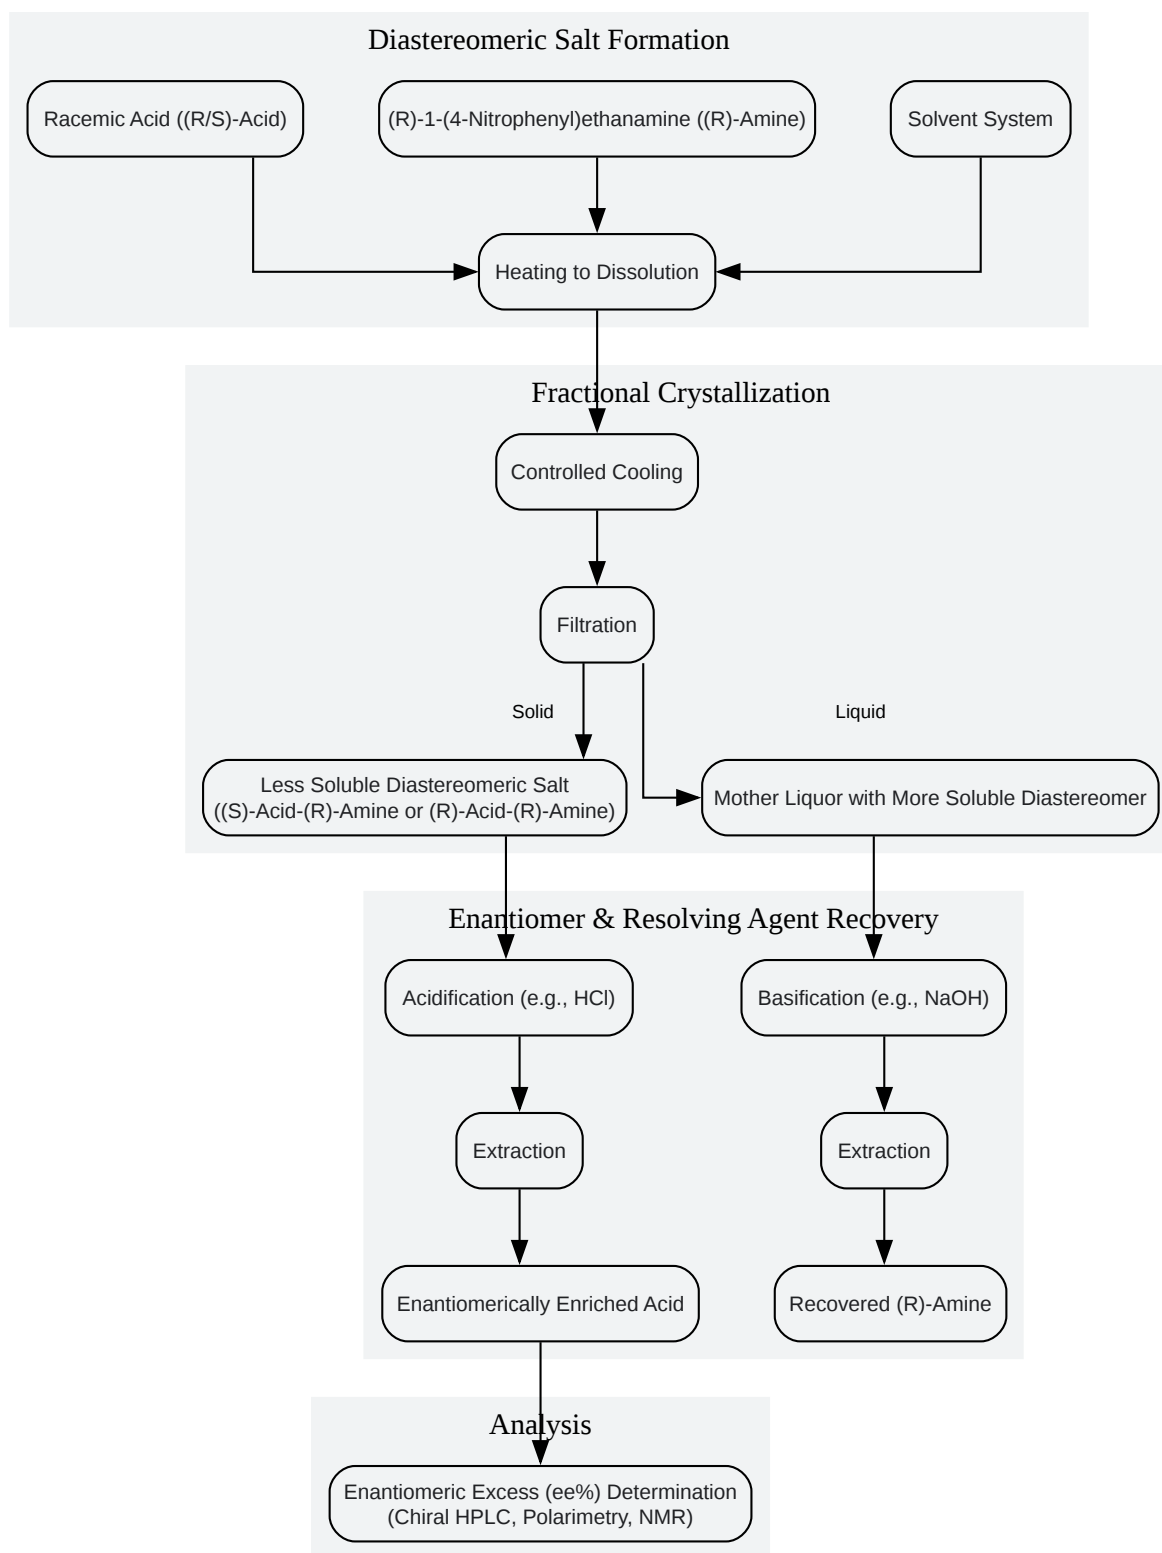 Diastereomeric Salt Formation
Racemic Acid ((R/S)-Acid)
(R)-1-(4-Nitrophenyl)ethanamine ((R)-Amine)
Solvent System
Heating to Dissolution
Fractional Crystallization
Controlled Cooling
Filtration
Solid
Liquid
Less Soluble Diastereomeric Salt
((S)-Acid-(R)-Amine or (R)-Acid-(R)-Amine)
Mother Liquor with More Soluble Diastereomer
Enantiomer & Resolving Agent Recovery
Acidification (e.g., HCl)
Basification (e.g., NaOH)
Extraction
Extraction
Enantiomerically Enriched Acid
Recovered (R)-Amine
Analysis
Enantiomeric Excess (ee%) Determination
(Chiral HPLC, Polarimetry, NMR)